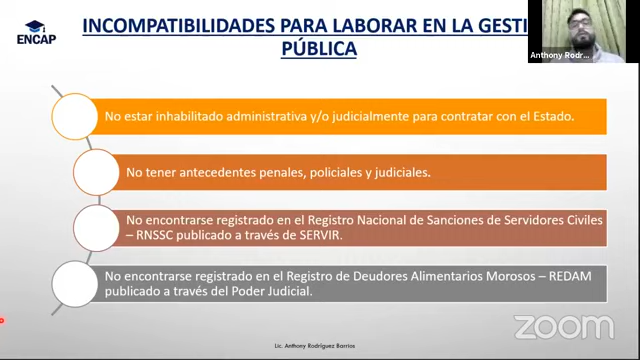 INCOMPATIBILIDADES PARA LABORAR EN LA GESTI
PÚBLICA
ENCAP
Anthony Rodr...
No estar inhabilitado administrativa y/o judicialmente para contratar con el Estado.
No tener antecedentes penales, policiales y judiciales.
No encontrarse registrado en el Registro Nacional de Sanciones de Servidores Civiles
– RNSSC publicado a través de SERVIR.
No encontrarse registrado en el Registro de Deudores Alimentarios Morosos – REDAM
publicado a través del Poder Judicial.
Lic. Anthony Rodríguez Barrios
zoom